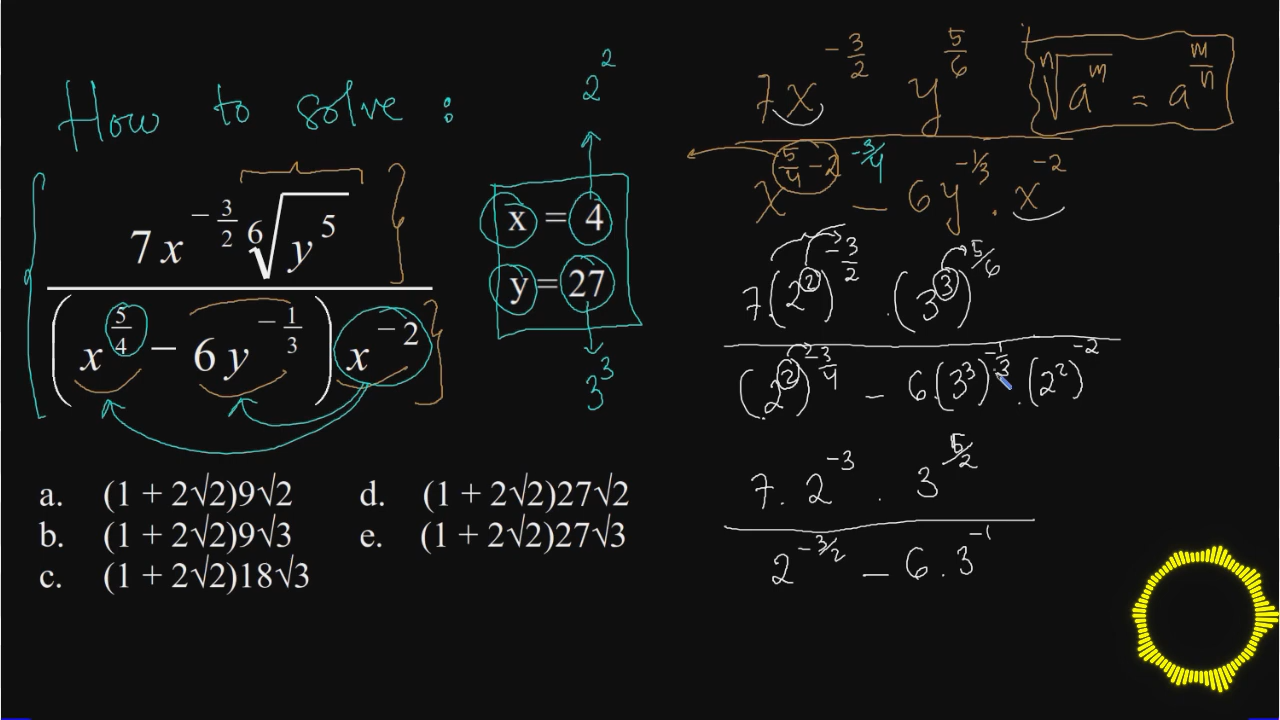 How to solve :
7x^{-3/2} ⁶√(y⁵)
(x^{5/4} − 6y^{-1/3}) x^{-2}
2²
x = 4
y = 27
3³
a. (1 + 2√2)9√2
b. (1 + 2√2)9√3
c. (1 + 2√2)18√3
d. (1 + 2√2)27√2
e. (1 + 2√2)27√3
7x^{-3/2} y^{5/6}
x^{5/4 - 2} ^{-3/4} − 6y^{-1/3} . x^{-2}
ⁿ√(a^m) = a^{m/n}
7.(2²)^{-3/2} .(3³)^{5/6}
(2²)^{-3/4} − 6.(3³)^{-1/3} . (2²)^{-2}
7. 2^{-3} . 3^{5/2}
2^{-3/2} − 6.3^{-1}